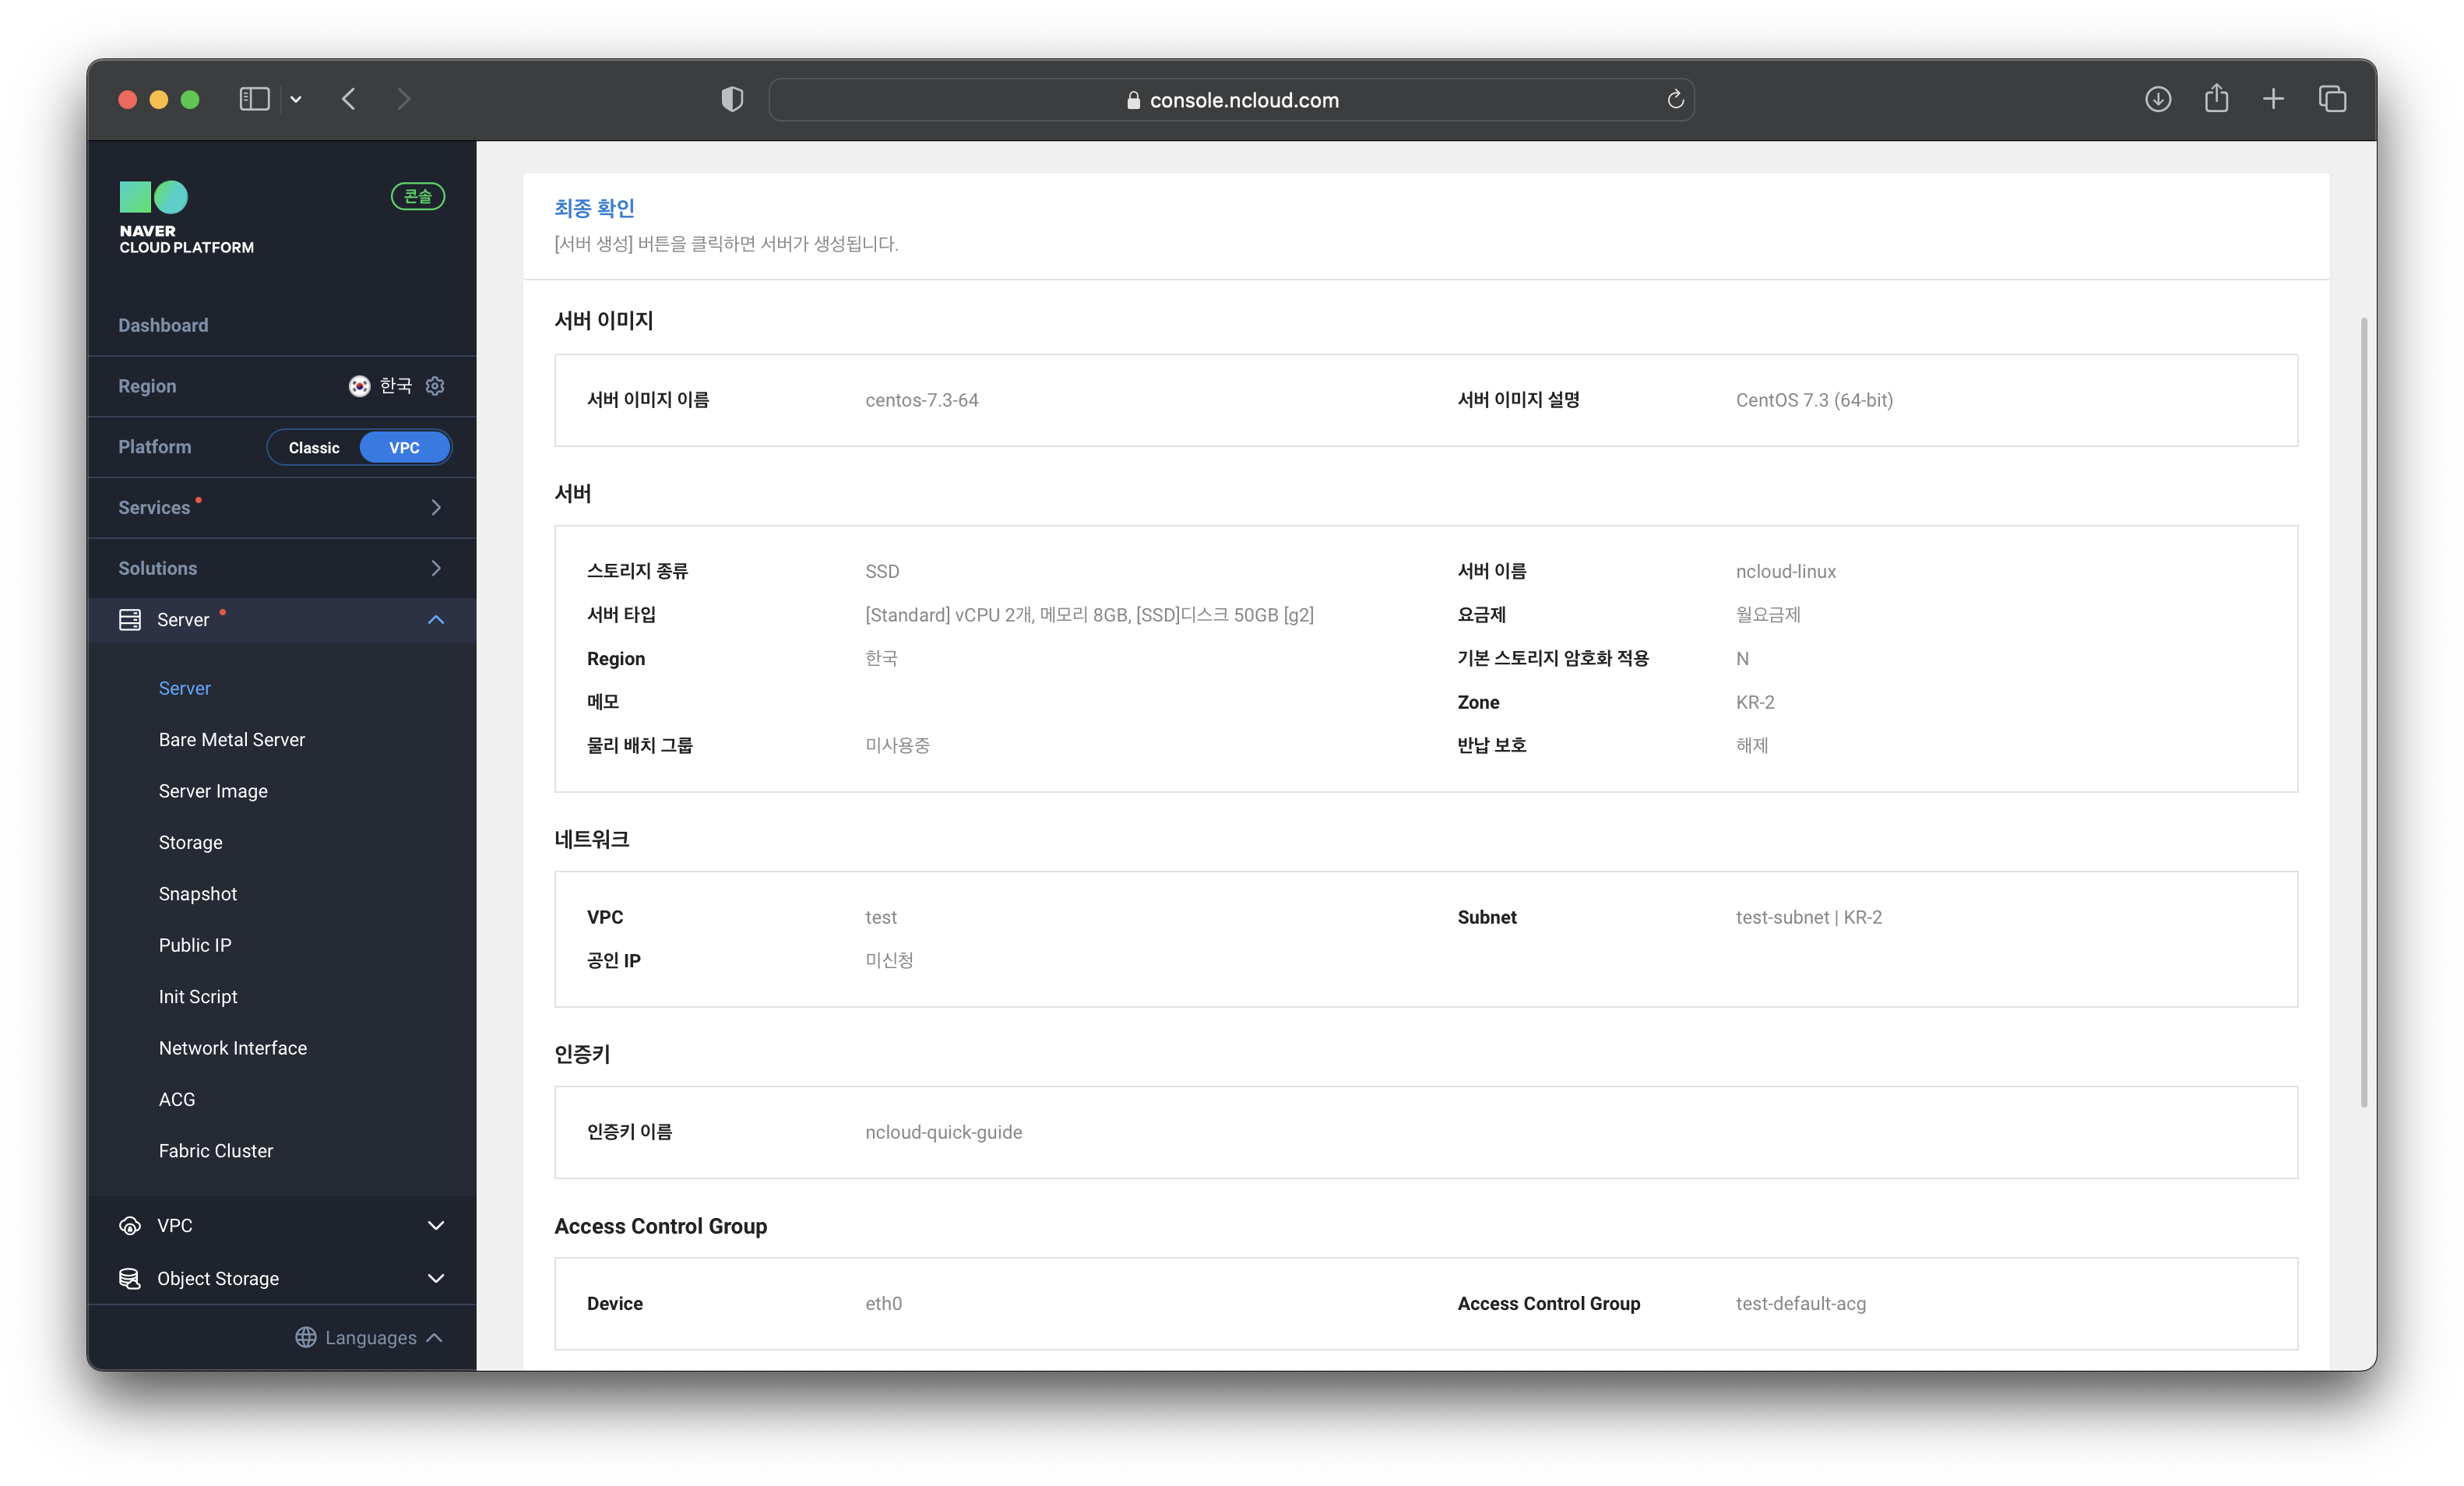 console.ncloud.com
NAVER
CLOUD PLATFORM
콘솔
Dashboard
Region 한국
Platform Classic VPC
Services
Solutions
Server
Server
Bare Metal Server
Server Image
Storage
Snapshot
Public IP
Init Script
Network Interface
ACG
Fabric Cluster
VPC
Object Storage
Languages
최종 확인
[서버 생성] 버튼을 클릭하면 서버가 생성됩니다.
서버 이미지
서버 이미지 이름 centos-7.3-64 서버 이미지 설명 CentOS 7.3 (64-bit)
서버
스토리지 종류 SSD 서버 이름 ncloud-linux
서버 타입 [Standard] vCPU 2개, 메모리 8GB, [SSD]디스크 50GB [g2] 요금제 월요금제
Region 한국 기본 스토리지 암호화 적용 N
메모 Zone KR-2
물리 배치 그룹 미사용중 반납 보호 해제
네트워크
VPC test Subnet test-subnet | KR-2
공인 IP 미신청
인증키
인증키 이름 ncloud-quick-guide
Access Control Group
Device eth0 Access Control Group test-default-acg